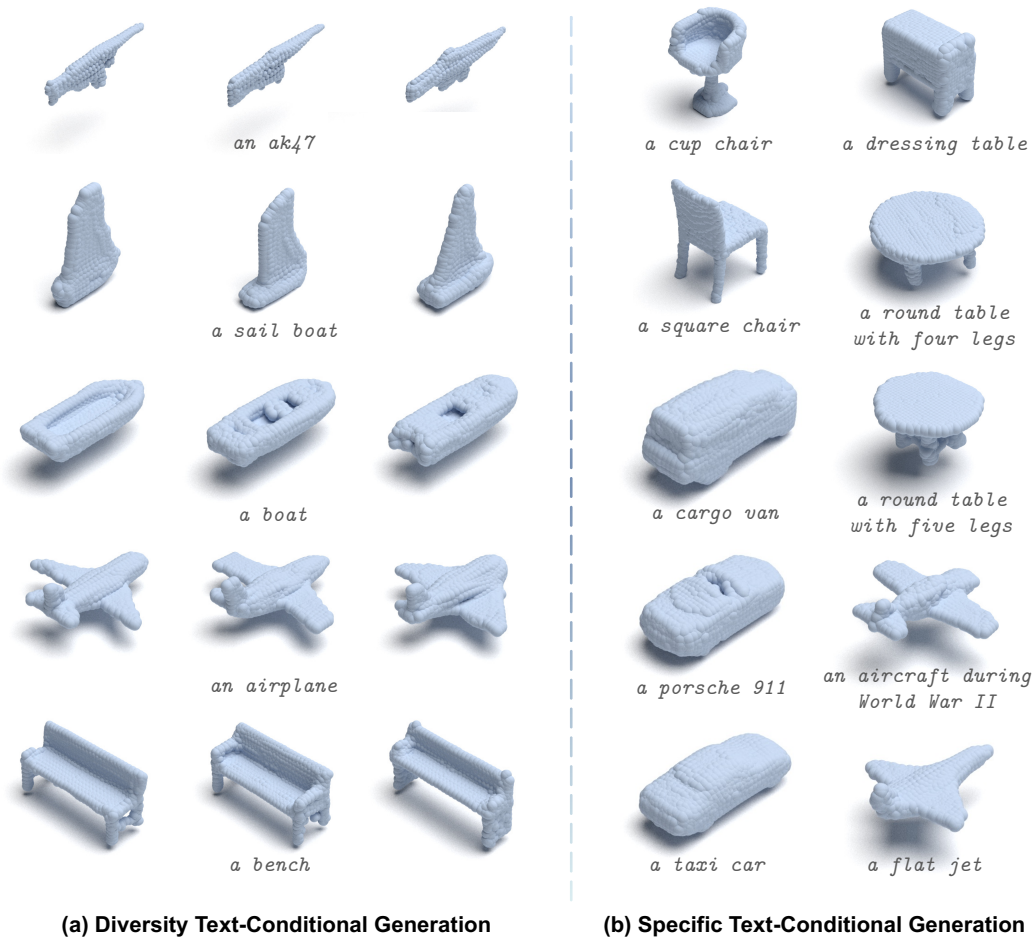 an ak47
a sail boat
a boat
an airplane
a bench
(a) Diversity Text-Conditional Generation
a cup chair
a dressing table
a square chair
a round table
with four legs
a cargo van
a round table
with five legs
a porsche 911
an aircraft during
World War II
a taxi car
a flat jet
(b) Specific Text-Conditional Generation